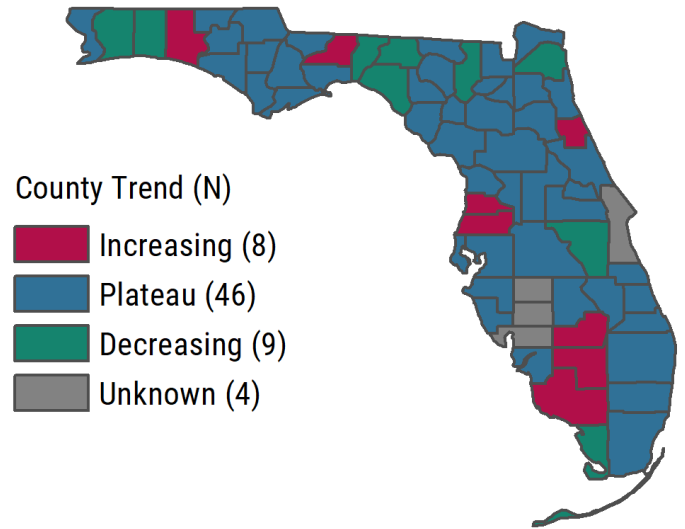 County Trend (N)
Increasing (8)
Plateau (46)
Decreasing (9)
Unknown (4)